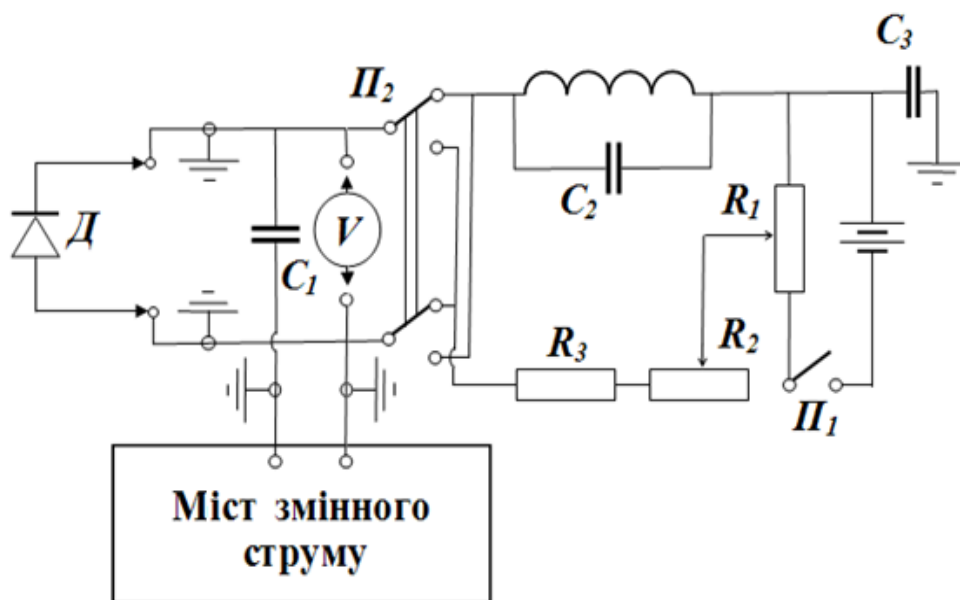 C₃
П₂
C₂
R₁
Д
V
C₁
R₃
R₂
П₁
Міст змінного
струму